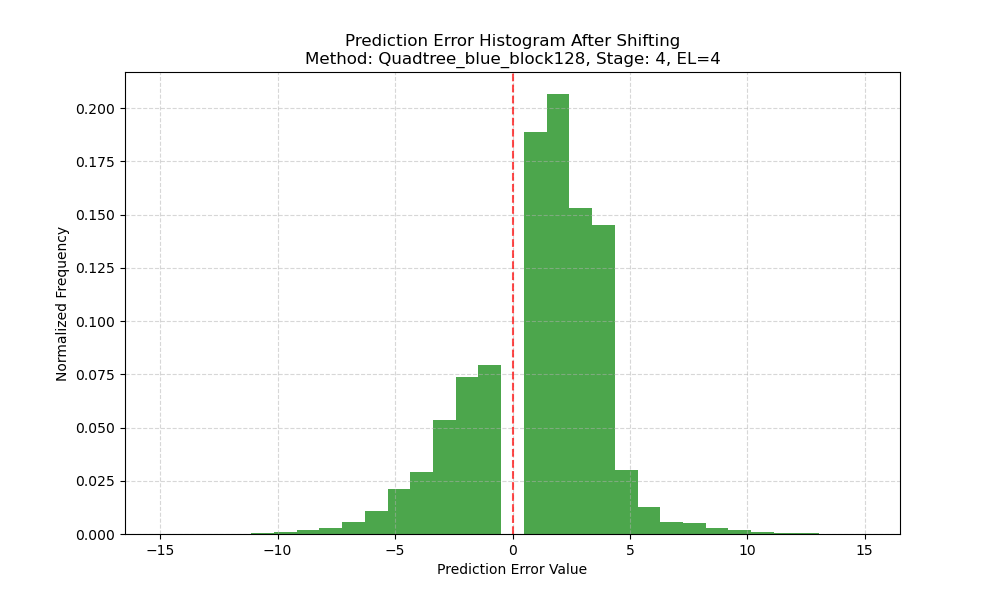 Prediction Error Histogram After Shifting
Method: Quadtree_blue_block128, Stage: 4, EL=4
Normalized Frequency
0.200
0.175
0.150
0.125
0.100
0.075
0.050
0.025
0.000
−15 −10 −5 0 5 10 15
Prediction Error Value